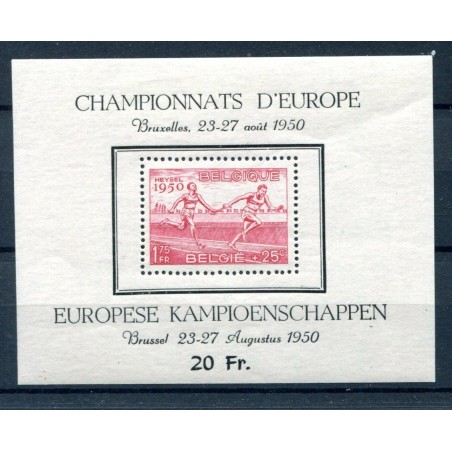 CHAMPIONNATS D'EUROPE
Bruxelles, 23-27 août 1950
HEYSEL BELGIQUE
1950
1.75 FR BELGIË + 25c
EUROPESE KAMPIOENSCHAPPEN
Brussel 23-27 Augustus 1950
20 Fr.